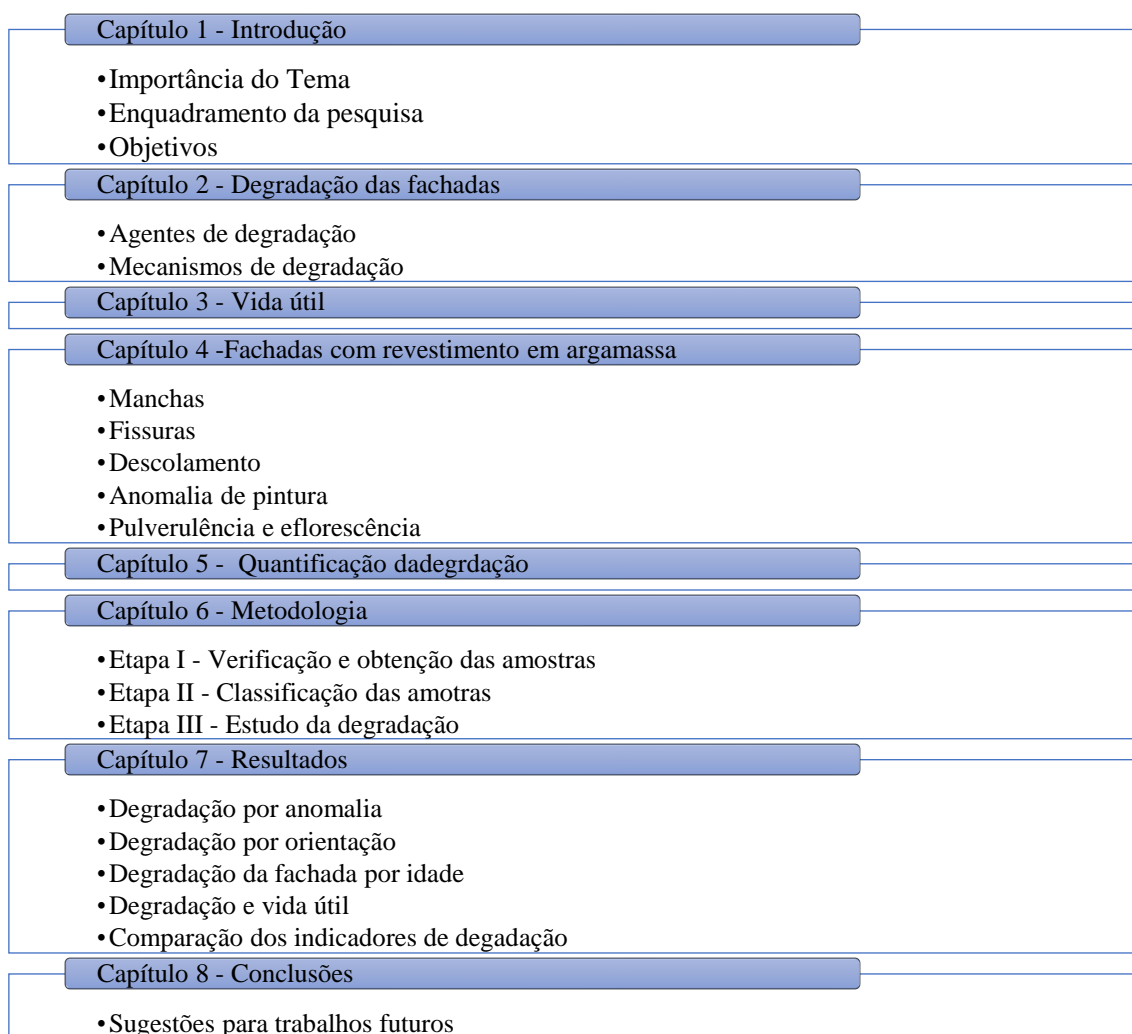 Capítulo 1 - Introdução
•Importância do Tema
•Enquadramento da pesquisa
•Objetivos
Capítulo 2 - Degradação das fachadas
•Agentes de degradação
•Mecanismos de degradação
Capítulo 3 - Vida útil
Capítulo 4 -Fachadas com revestimento em argamassa
•Manchas
•Fissuras
•Descolamento
•Anomalia de pintura
•Pulverulência e eflorescência
Capítulo 5 - Quantificação dadegrdação
Capítulo 6 - Metodologia
•Etapa I - Verificação e obtenção das amostras
•Etapa II - Classificação das amotras
•Etapa III - Estudo da degradação
Capítulo 7 - Resultados
•Degradação por anomalia
•Degradação por orientação
•Degradação da fachada por idade
•Degradação e vida útil
•Comparação dos indicadores de degadação
Capítulo 8 - Conclusões
•Sugestões para trabalhos futuros